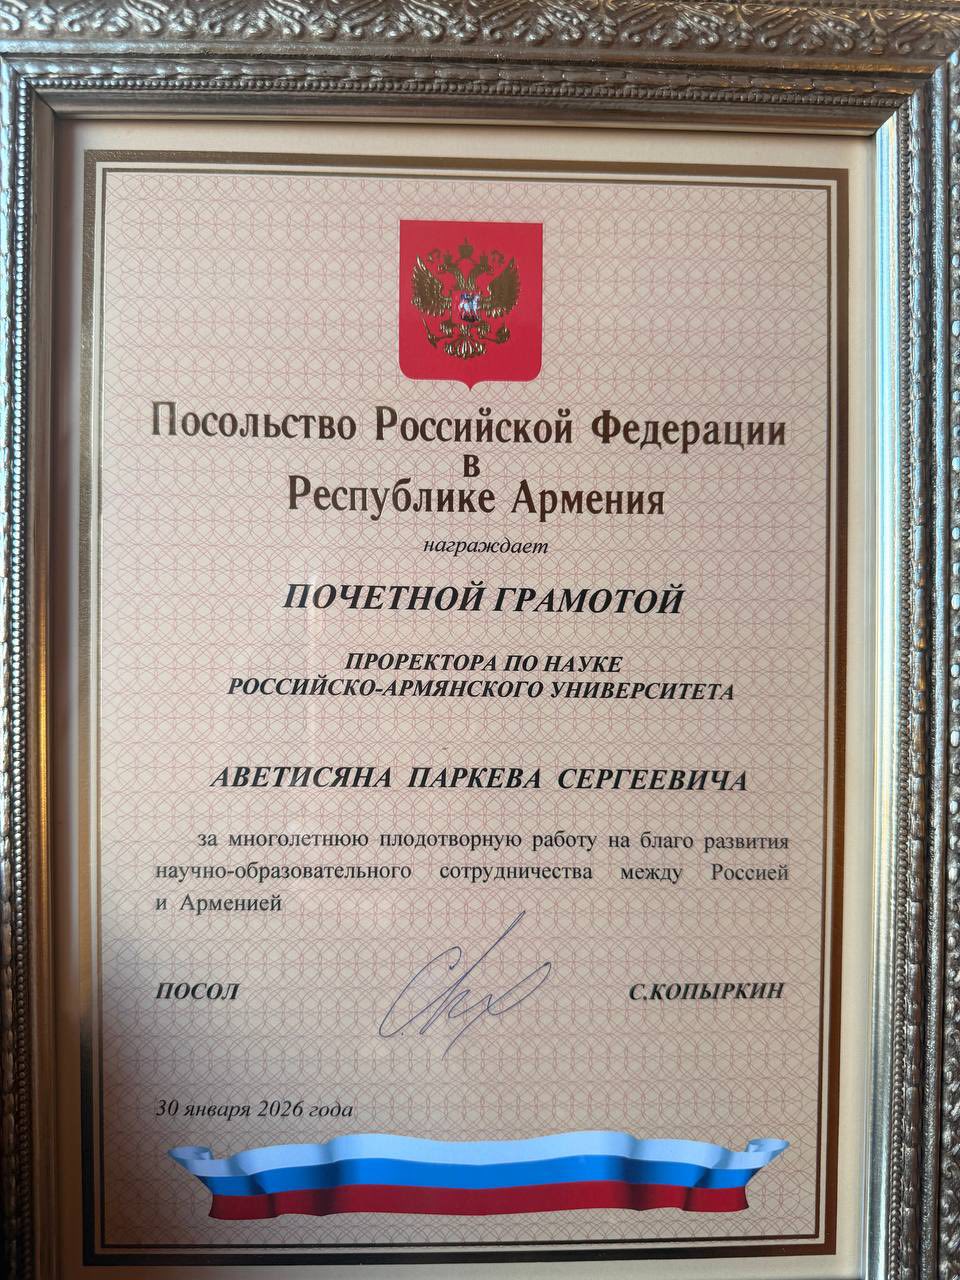 Посольство Российской Федерации
в
Республике Армения
награждает
ПОЧЕТНОЙ ГРАМОТОЙ
ПРОРЕКТОРА ПО НАУКЕ
РОССИЙСКО-АРМЯНСКОГО УНИВЕРСИТЕТА
АВЕТИСЯНА ПАРКЕВА СЕРГЕЕВИЧА
за многолетнюю плодотворную работу на благо развития
научно-образовательного сотрудничества между Россией
и Арменией
ПОСОЛ С.КОПЫРКИН
30 января 2026 года